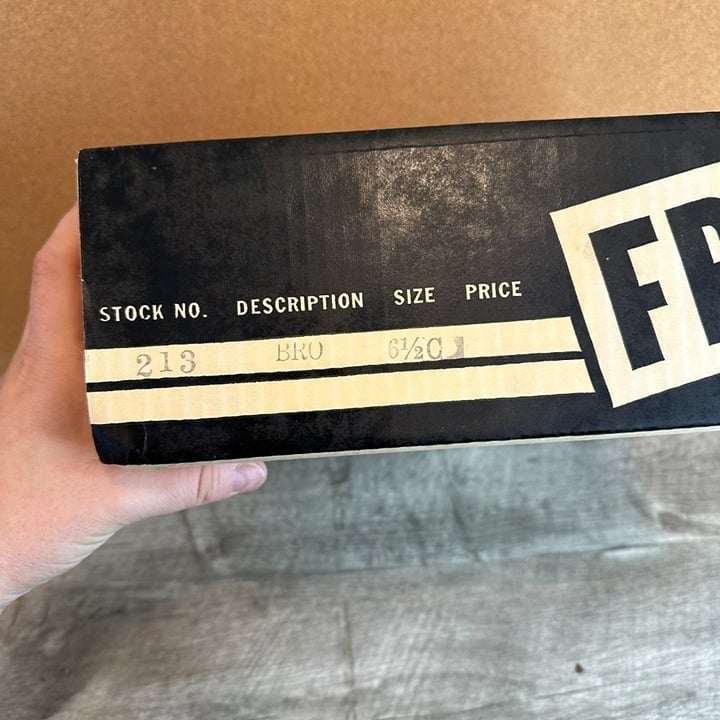 STOCK NO. DESCRIPTION SIZE PRICE
213 BRO 6½C